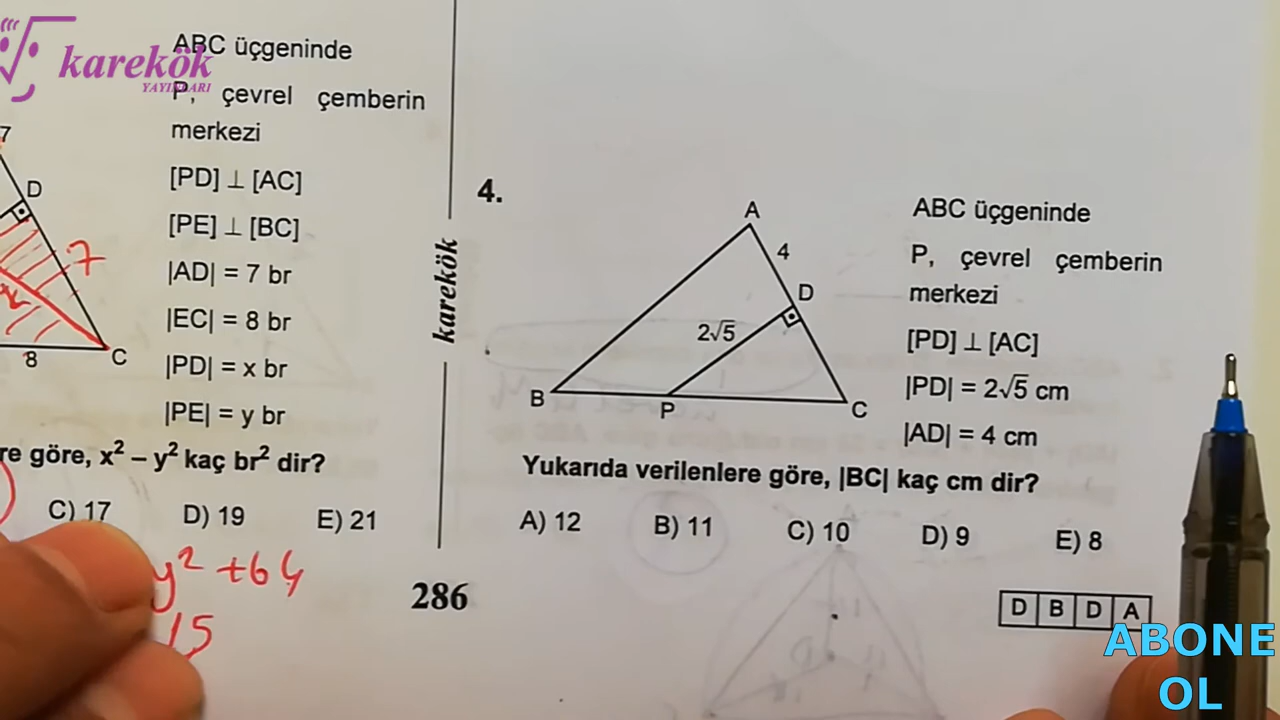 karekök
YAYINLARI
ABC üçgeninde
P, çevrel çemberin
merkezi
[PD] ⊥ [AC]
[PE] ⊥ [BC]
|AD| = 7 br
|EC| = 8 br
|PD| = x br
|PE| = y br
7
D
7
8
C
re göre, x² – y² kaç br² dir?
C) 17
D) 19
E) 21
y² + 64
15
286
karekök
4.
A
4
D
2√5
B
P
C
ABC üçgeninde
P, çevrel çemberin
merkezi
[PD] ⊥ [AC]
|PD| = 2√5 cm
|AD| = 4 cm
Yukarıda verilenlere göre, |BC| kaç cm dir?
A) 12
B) 11
C) 10
D) 9
E) 8
D B D A
ABONE
OL